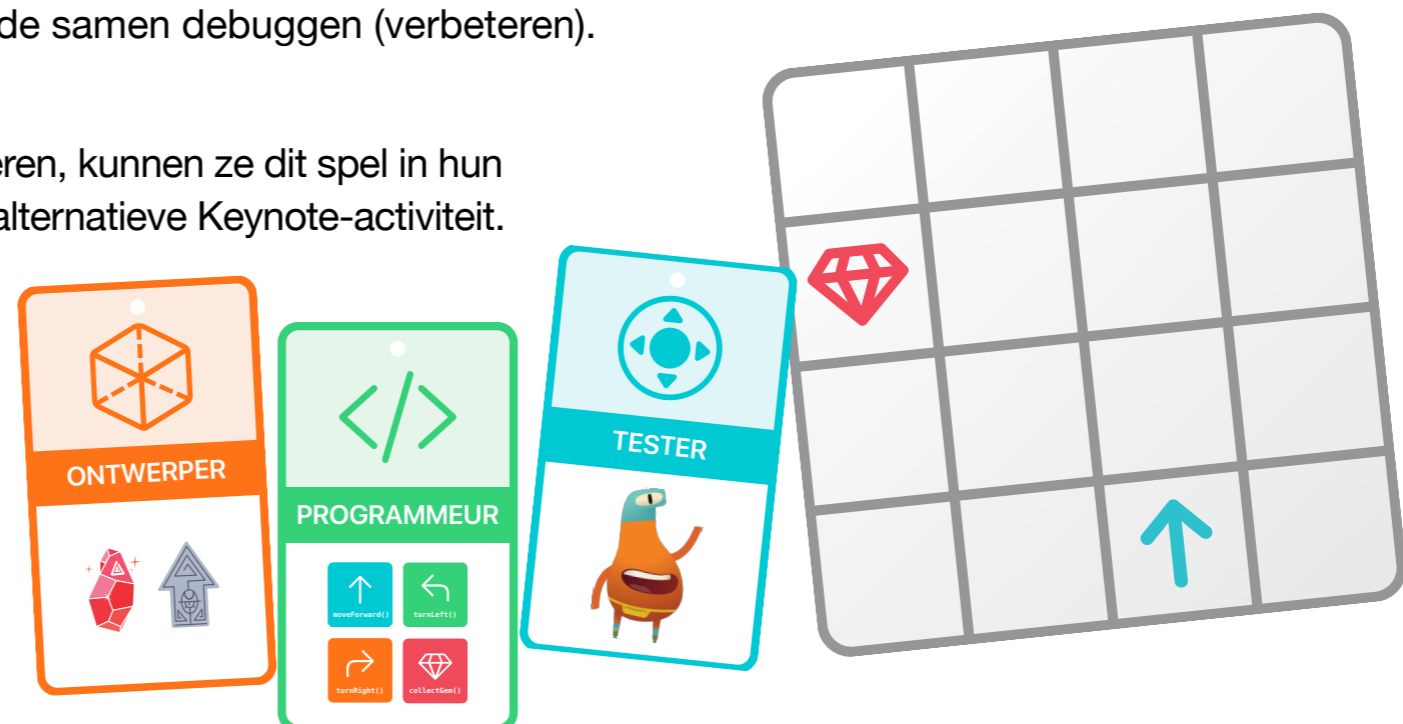 de samen debuggen (verbeteren).
eren, kunnen ze dit spel in hun
alternatieve Keynote-activiteit.
ONTWERPER
PROGRAMMEUR
moveForward()
turnLeft()
turnRight()
collectGem()
TESTER